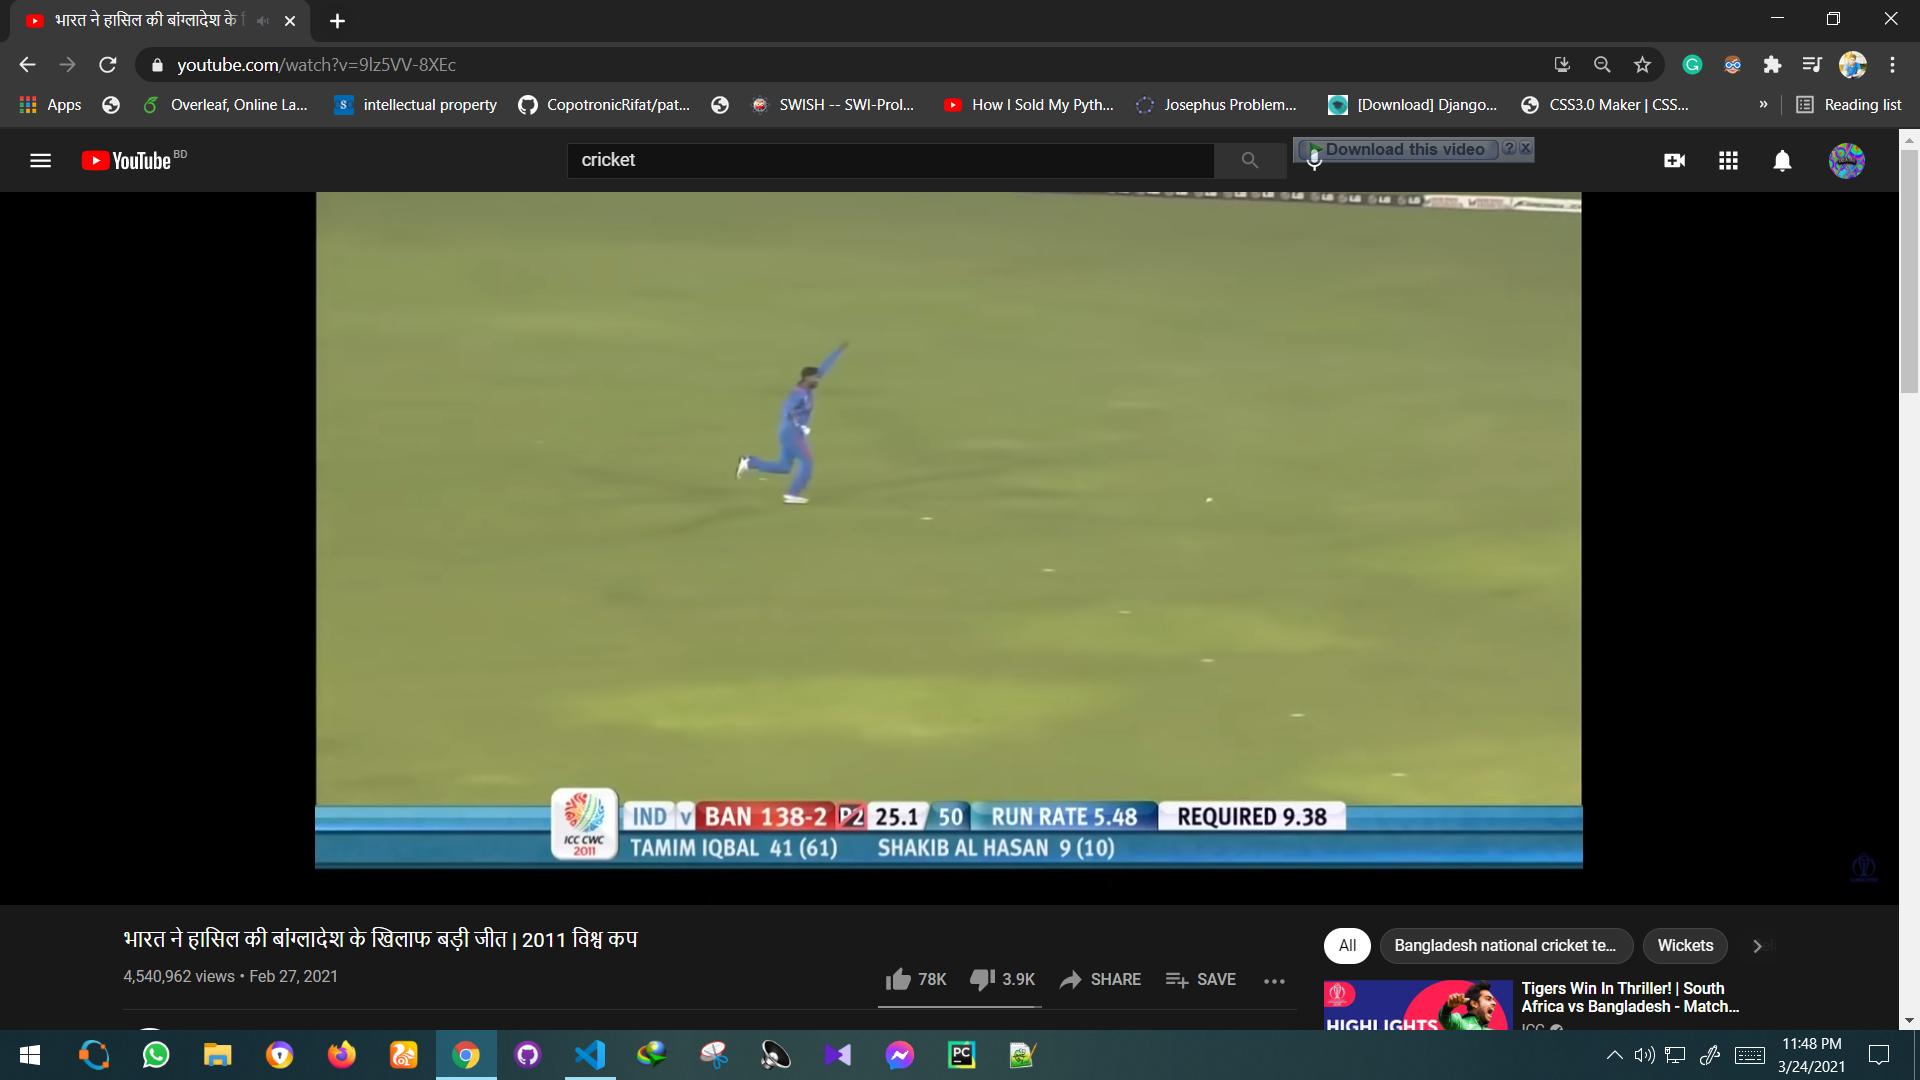 भारत ने हासिल की बांग्लादेश के
youtube.com/watch?v=9lz5VV-8XEc
Apps
Overleaf, Online La...
intellectual property
CopotronicRifat/pat...
SWISH -- SWI-Prol...
How I Sold My Pyth...
Josephus Problem...
[Download] Django...
CSS3.0 Maker | CSS...
»
Reading list
YouTube BD
cricket
Download this video ?
IND v BAN 138-2 P2 25.1 50 RUN RATE 5.48 REQUIRED 9.38
ICC CWC
2011
TAMIM IQBAL 41 (61) SHAKIB AL HASAN 9 (10)
भारत ने हासिल की बांग्लादेश के खिलाफ बड़ी जीत | 2011 विश्व कप
4,540,962 views • Feb 27, 2021
78K 3.9K SHARE SAVE
All Bangladesh national cricket te... Wickets
HIGHLIGHTS
Tigers Win In Thriller! | South
Africa vs Bangladesh - Match...
ICC
PC
11:48 PM
3/24/2021